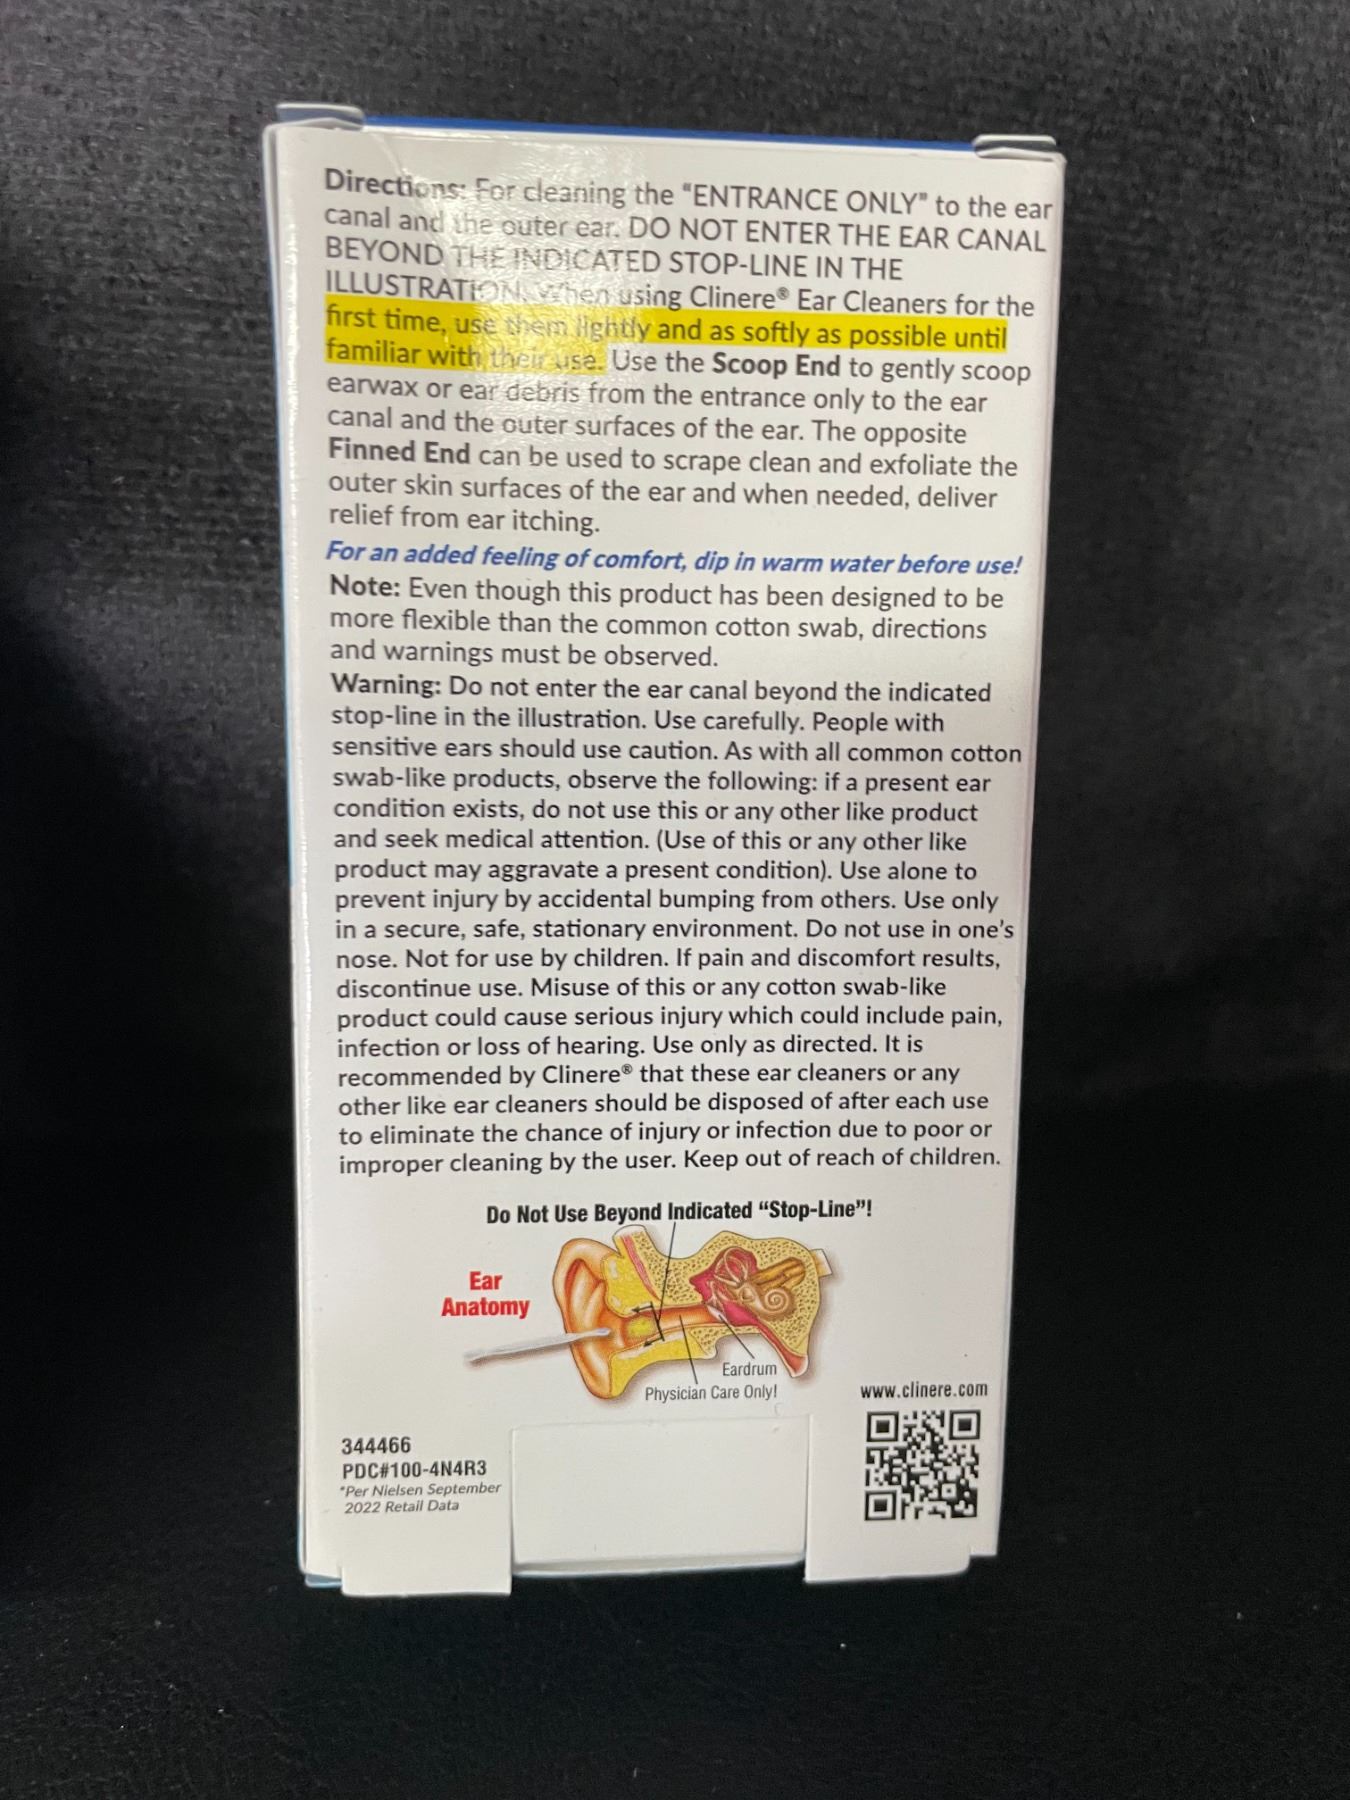 Directions: For cleaning the "ENTRANCE ONLY" to the ear
canal and the outer ear. DO NOT ENTER THE EAR CANAL
BEYOND THE INDICATED STOP-LINE IN THE
ILLUSTRATION. When using Clinere® Ear Cleaners for the
first time, use them lightly and as softly as possible until
familiar with their use. Use the Scoop End to gently scoop
earwax or ear debris from the entrance only to the ear
canal and the outer surfaces of the ear. The opposite
Finned End can be used to scrape clean and exfoliate the
outer skin surfaces of the ear and when needed, deliver
relief from ear itching.
For an added feeling of comfort, dip in warm water before use!
Note: Even though this product has been designed to be
more flexible than the common cotton swab, directions
and warnings must be observed.
Warning: Do not enter the ear canal beyond the indicated
stop-line in the illustration. Use carefully. People with
sensitive ears should use caution. As with all common cotton
swab-like products, observe the following: if a present ear
condition exists, do not use this or any other like product
and seek medical attention. (Use of this or any other like
product may aggravate a present condition). Use alone to
prevent injury by accidental bumping from others. Use only
in a secure, safe, stationary environment. Do not use in one's
nose. Not for use by children. If pain and discomfort results,
discontinue use. Misuse of this or any cotton swab-like
product could cause serious injury which could include pain,
infection or loss of hearing. Use only as directed. It is
recommended by Clinere® that these ear cleaners or any
other like ear cleaners should be disposed of after each use
to eliminate the chance of injury or infection due to poor or
improper cleaning by the user. Keep out of reach of children.
Do Not Use Beyond Indicated “Stop-Line”!
Ear
Anatomy
Eardrum
Physician Care Only!
www.clinere.com
344466
PDC#100-4N4R3
*Per Nielsen September
2022 Retail Data